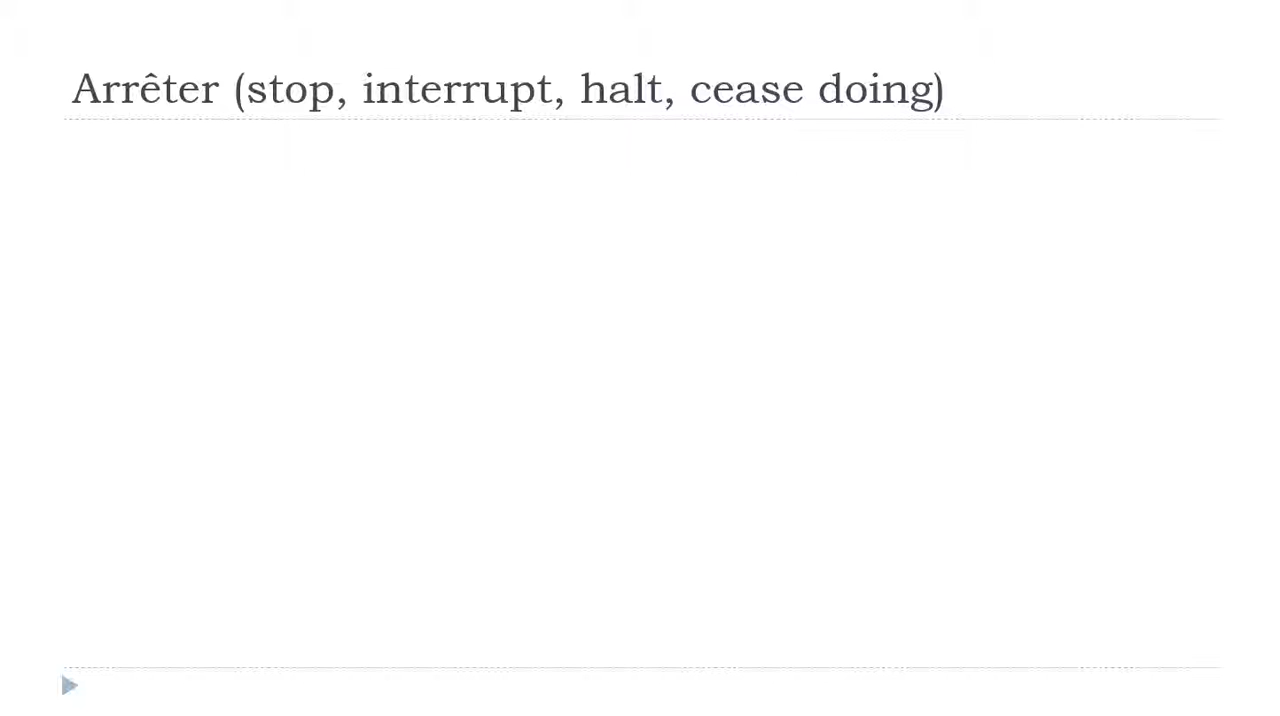 Arrêter (stop, interrupt, halt, cease doing)